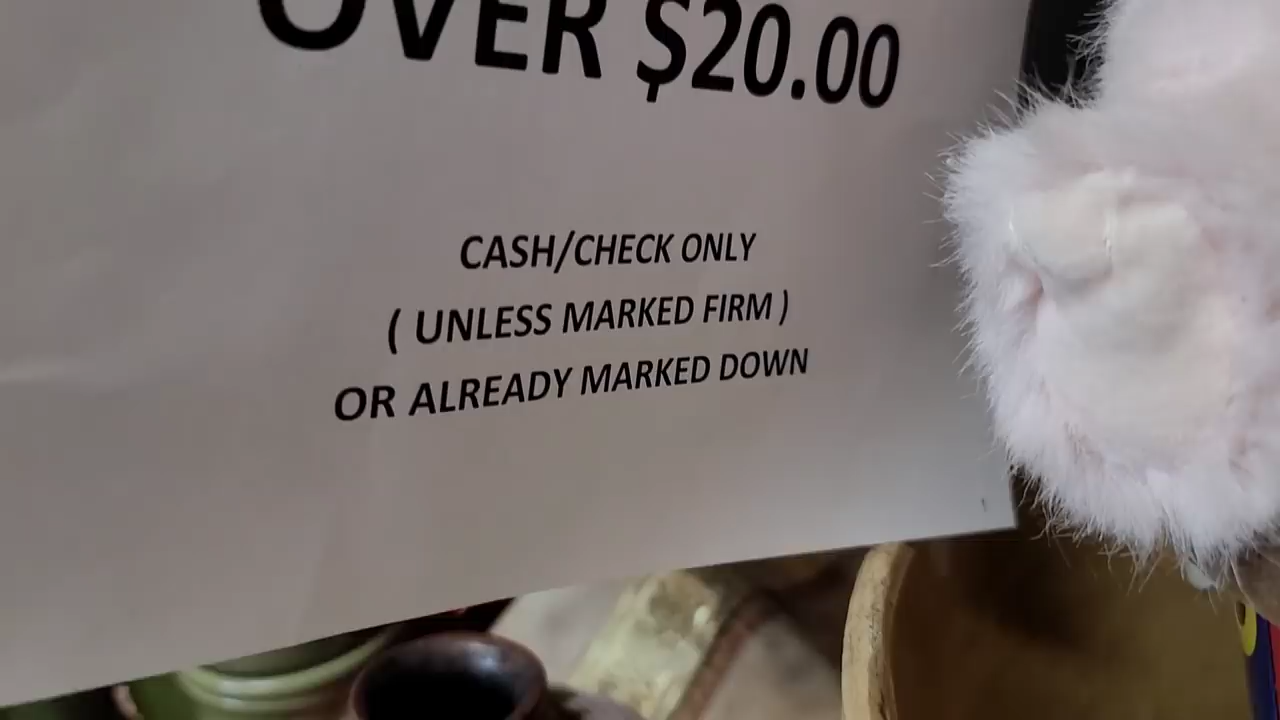 OVER $20.00
CASH/CHECK ONLY
( UNLESS MARKED FIRM )
OR ALREADY MARKED DOWN